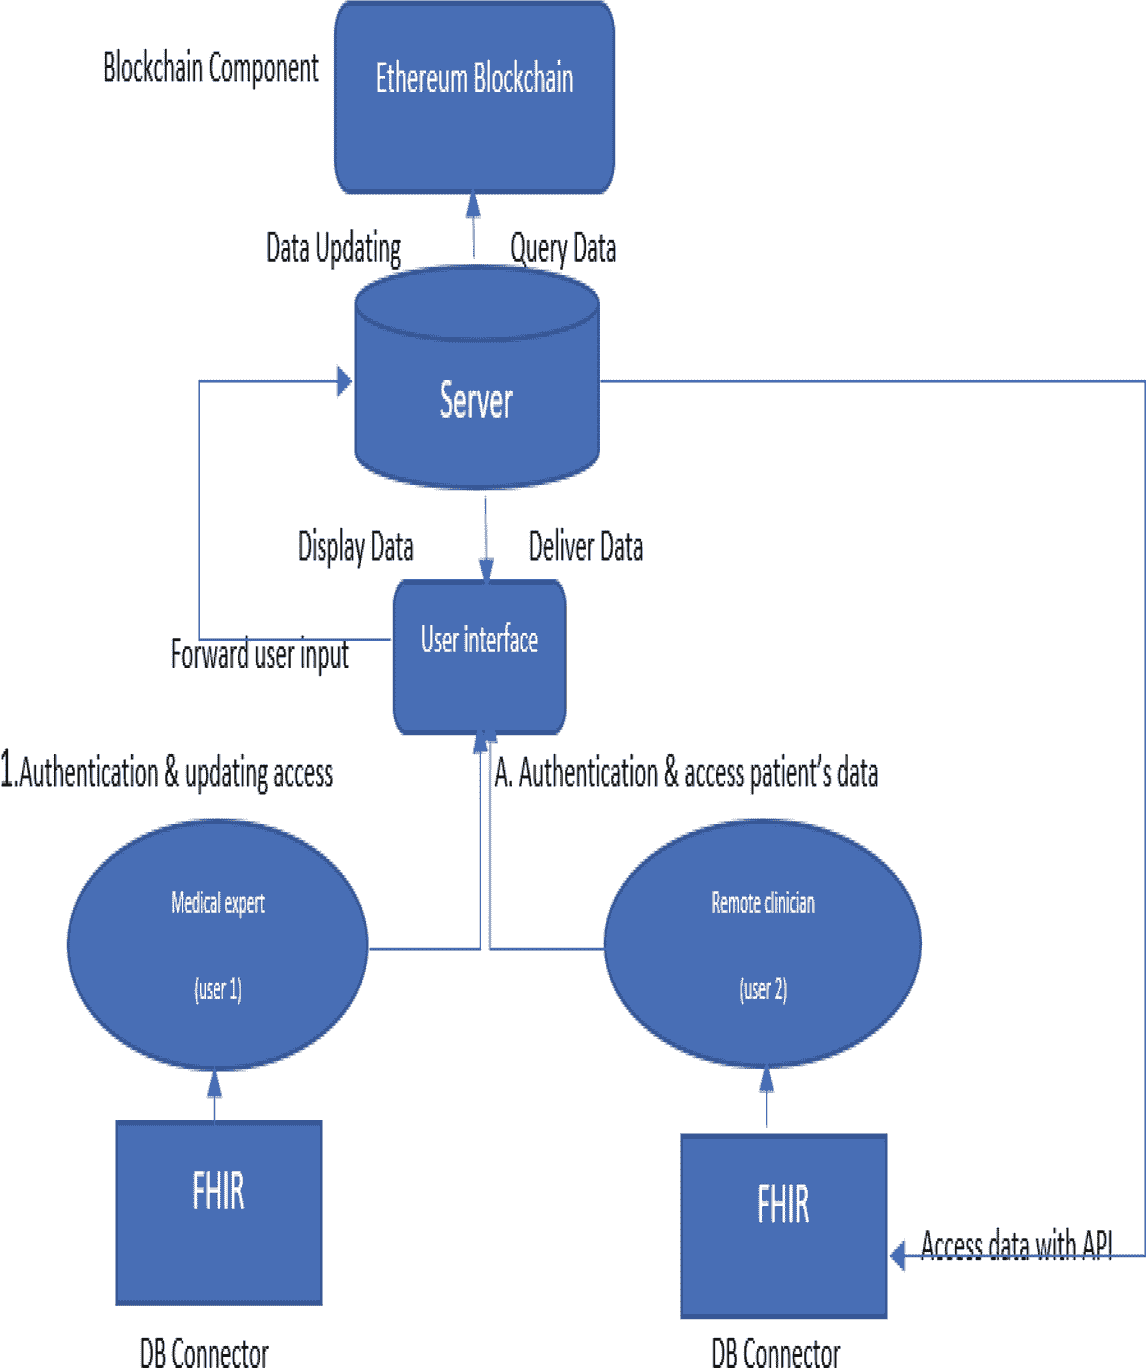 Blockchain Component
Ethereum Blockchain
Data Updating
Query Data
Server
Display Data
Deliver Data
User interface
Forward user input
1.Authentication & updating access
A. Authentication & access patient’s data
Medical expert
(user 1)
Remote clinician
(user 2)
FHIR
FHIR
Access data with API
DB Connector
DB Connector